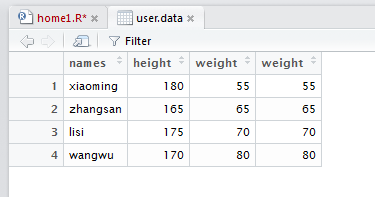 home1.R* user.data
Filter
names height weight weight
1 xiaoming 180 55 55
2 zhangsan 165 65 65
3 lisi 175 70 70
4 wangwu 170 80 80